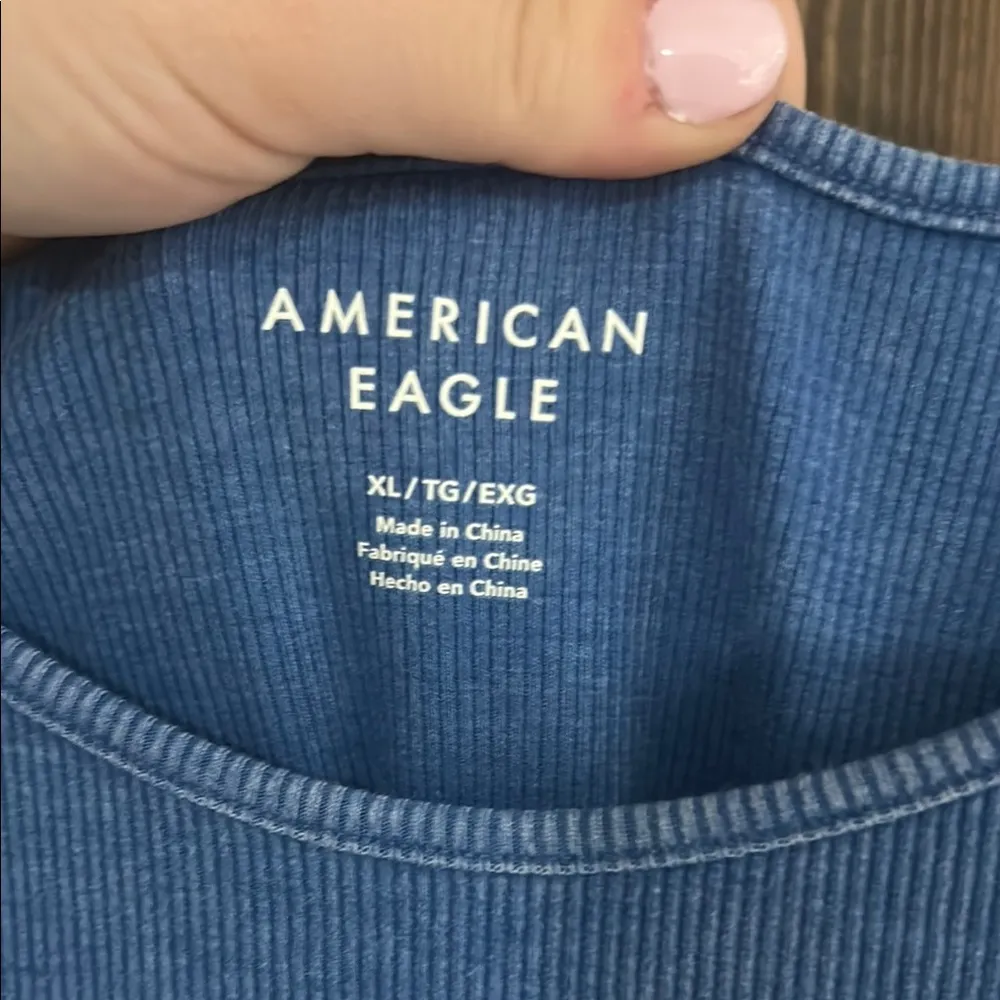 AMERICAN
EAGLE
XL/TG/EXG
Made in China
Fabriqué en Chine
Hecho en China